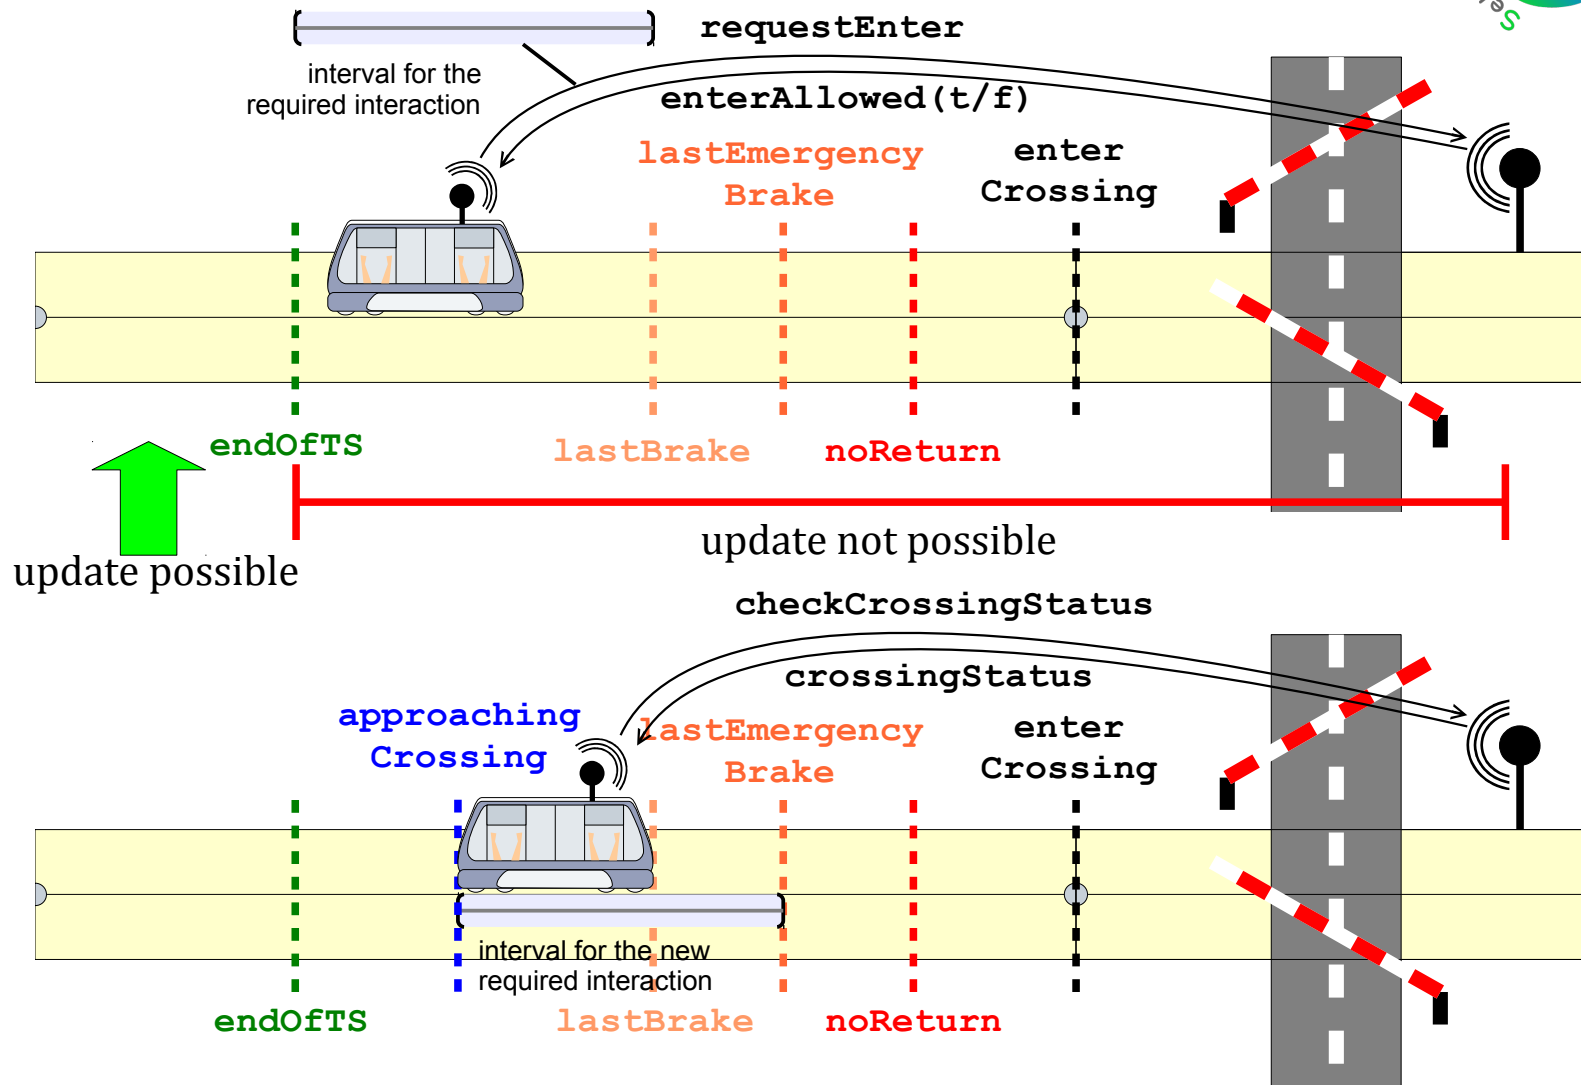 Sel
requestEnter
interval for the
required interaction
enterAllowed(t/f)
lastEmergency
Brake
enter
Crossing
endOfTS
lastBrake
noReturn
update possible
update not possible
checkCrossingStatus
crossingStatus
approaching
Crossing
lastEmergency
Brake
enter
Crossing
interval for the new
required interaction
endOfTS
lastBrake
noReturn